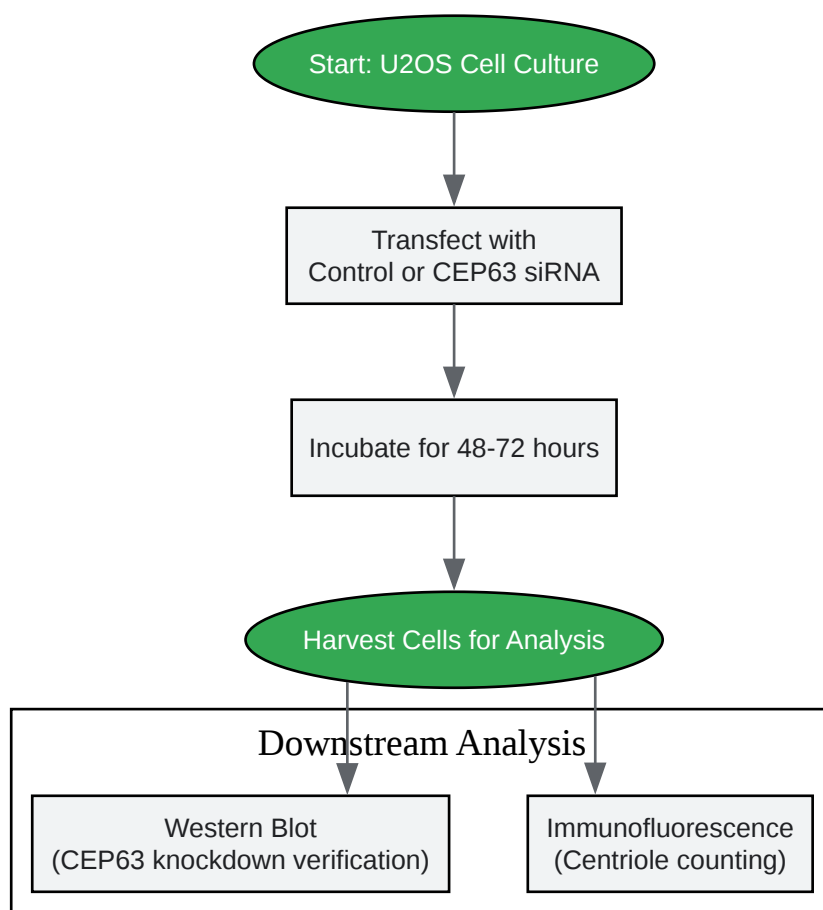 Start: U2OS Cell Culture
Transfect with
Control or CEP63 siRNA
Incubate for 48-72 hours
Harvest Cells for Analysis
Downstream Analysis
Western Blot
(CEP63 knockdown verification)
Immunofluorescence
(Centriole counting)